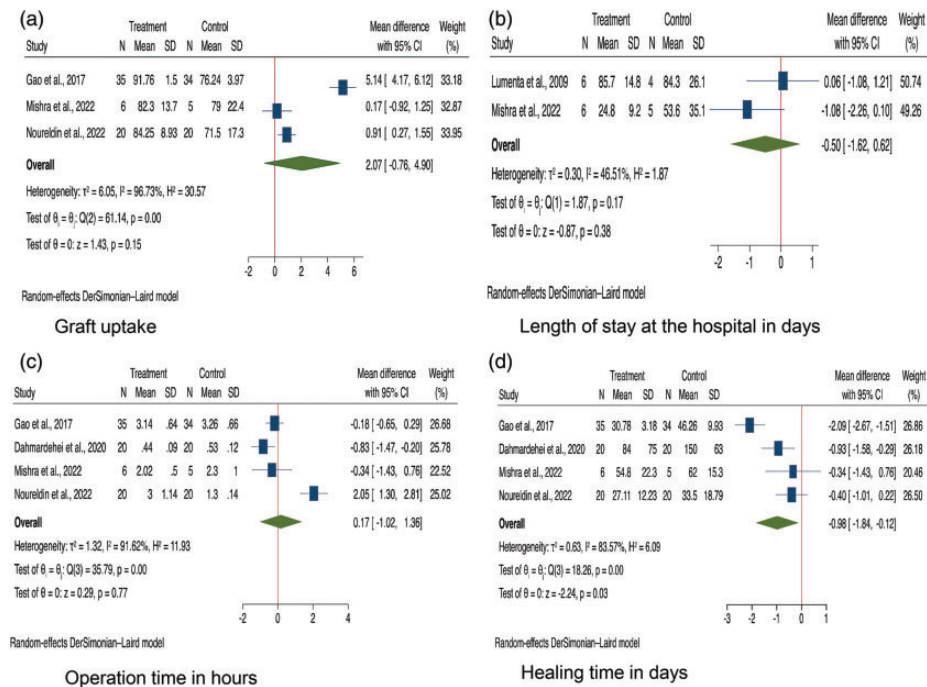 (a)
Treatment Control Mean difference Weight
Study N Mean SD N Mean SD with 95% CI (%)
Gao et al., 2017 35 91.76 1.5 34 76.24 3.97 5.14 [ 4.17, 6.12] 33.18
Mishra et al., 2022 6 82.3 13.7 5 79 22.4 0.17 [ -0.92, 1.25] 32.87
Noureldin et al., 2022 20 84.25 8.93 20 71.5 17.3 0.91 [ 0.27, 1.55] 33.95
Overall 2.07 [ -0.76, 4.90]
Heterogeneity: τ² = 6.05, I² = 96.73%, H² = 30.57
Test of θᵢ = θⱼ: Q(2) = 61.14, p = 0.00
Test of θ = 0: z = 1.43, p = 0.15
-2 0 2 4 6
Random-effects DerSimonian–Laird model
Graft uptake
(b)
Treatment Control Mean difference Weight
Study N Mean SD N Mean SD with 95% CI (%)
Lumenta et al., 2009 6 85.7 14.8 4 84.3 26.1 0.06 [ -1.08, 1.21] 50.74
Mishra et al., 2022 6 24.8 9.2 5 53.6 35.1 -1.08 [ -2.26, 0.10] 49.26
Overall -0.50 [ -1.62, 0.62]
Heterogeneity: τ² = 0.30, I² = 46.51%, H² = 1.87
Test of θᵢ = θⱼ: Q(1) = 1.87, p = 0.17
Test of θ = 0: z = -0.87, p = 0.38
-2 -1 0 1
Random-effects DerSimonian–Laird model
Length of stay at the hospital in days
(c)
Treatment Control Mean difference Weight
Study N Mean SD N Mean SD with 95% CI (%)
Gao et al., 2017 35 3.14 .64 34 3.26 .66 -0.18 [ -0.65, 0.29] 26.68
Dahmardehei et al., 2020 20 .44 .09 20 .53 .12 -0.83 [ -1.47, -0.20] 25.78
Mishra et al., 2022 6 2.02 .5 5 2.3 1 -0.34 [ -1.43, 0.76] 22.52
Noureldin et al., 2022 20 3 1.14 20 1.3 .14 2.05 [ 1.30, 2.81] 25.02
Overall 0.17 [ -1.02, 1.36]
Heterogeneity: τ² = 1.32, I² = 91.62%, H² = 11.93
Test of θᵢ = θⱼ: Q(3) = 35.79, p = 0.00
Test of θ = 0: z = 0.29, p = 0.77
-2 0 2 4
Random-effects DerSimonian–Laird model
Operation time in hours
(d)
Treatment Control Mean difference Weight
Study N Mean SD N Mean SD with 95% CI (%)
Gao et al., 2017 35 30.78 3.18 34 46.26 9.93 -2.09 [ -2.67, -1.51] 26.86
Dahmardehei et al., 2020 20 84 75 20 150 63 -0.93 [ -1.58, -0.29] 26.18
Mishra et al., 2022 6 54.8 22.3 5 62 15.3 -0.34 [ -1.43, 0.76] 20.46
Noureldin et al., 2022 20 27.11 12.23 20 33.5 18.79 -0.40 [ -1.01, 0.22] 26.50
Overall -0.98 [ -1.84, -0.12]
Heterogeneity: τ² = 0.63, I² = 83.57%, H² = 6.09
Test of θᵢ = θⱼ: Q(3) = 18.26, p = 0.00
Test of θ = 0: z = -2.24, p = 0.03
-3 -2 -1 0 1
Random-effects DerSimonian–Laird model
Healing time in days